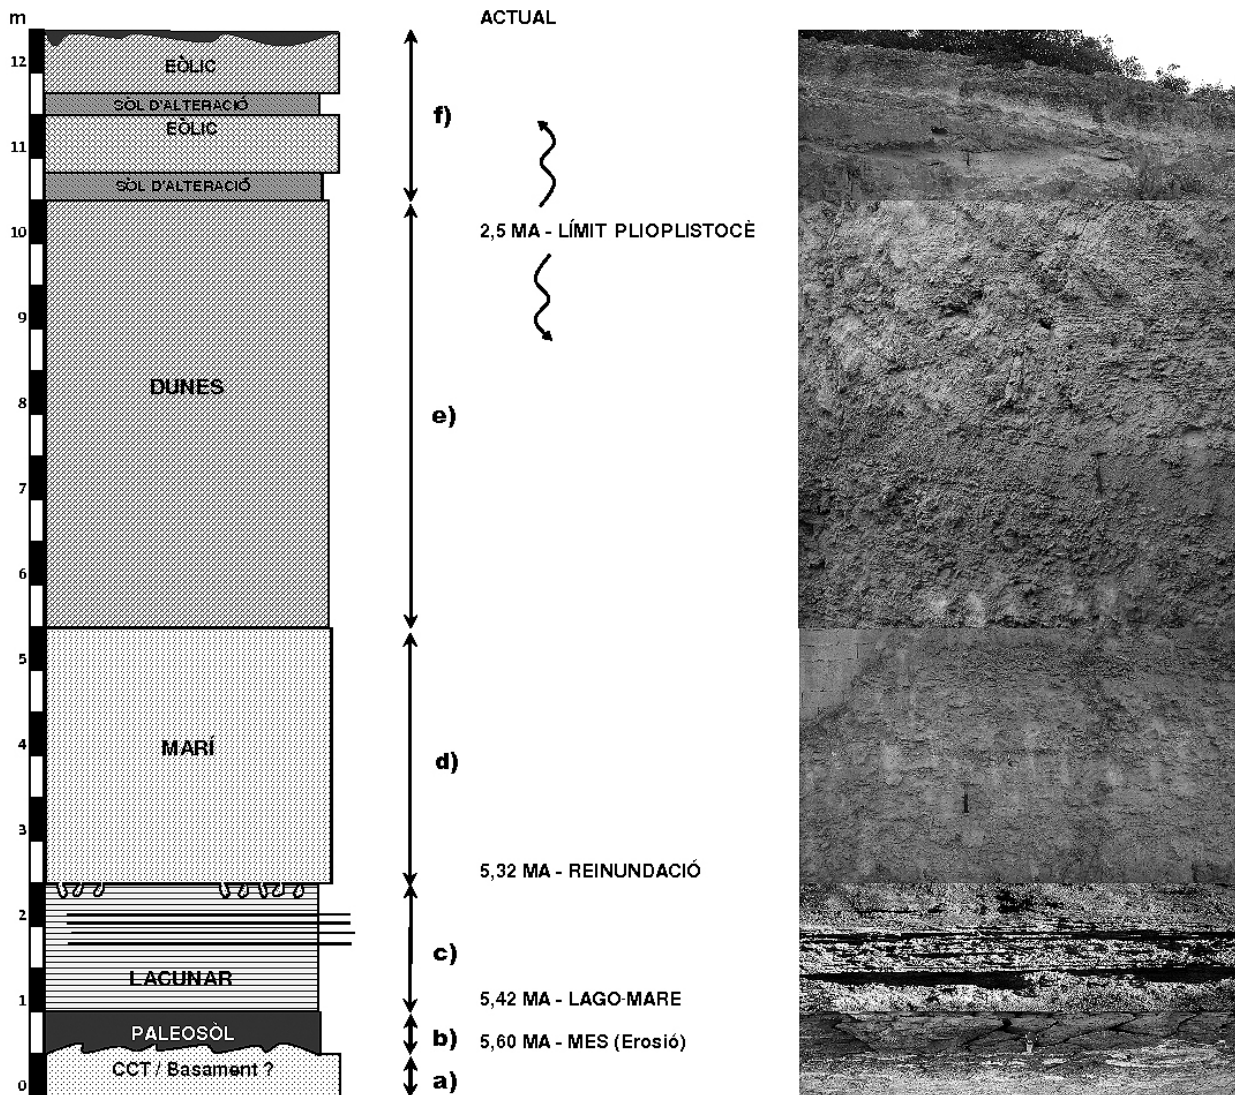 m
ACTUAL
12
EÒLIC
SÒL D'ALTERACIÓ
f)
EÒLIC
11
SÒL D'ALTERACIÓ
10
2,5 MA - LÍMIT PLIOPLISTOCÈ
9
DUNES
8
e)
7
6
5
4
MARÍ
d)
3
5,32 MA - REINUNDACIÓ
2
c)
LACUNAR
1
5,42 MA - LAGO-MARE
PALEOSÒL
b)
5,60 MA - MES (Erosió)
CCT / Basament ?
a)
0